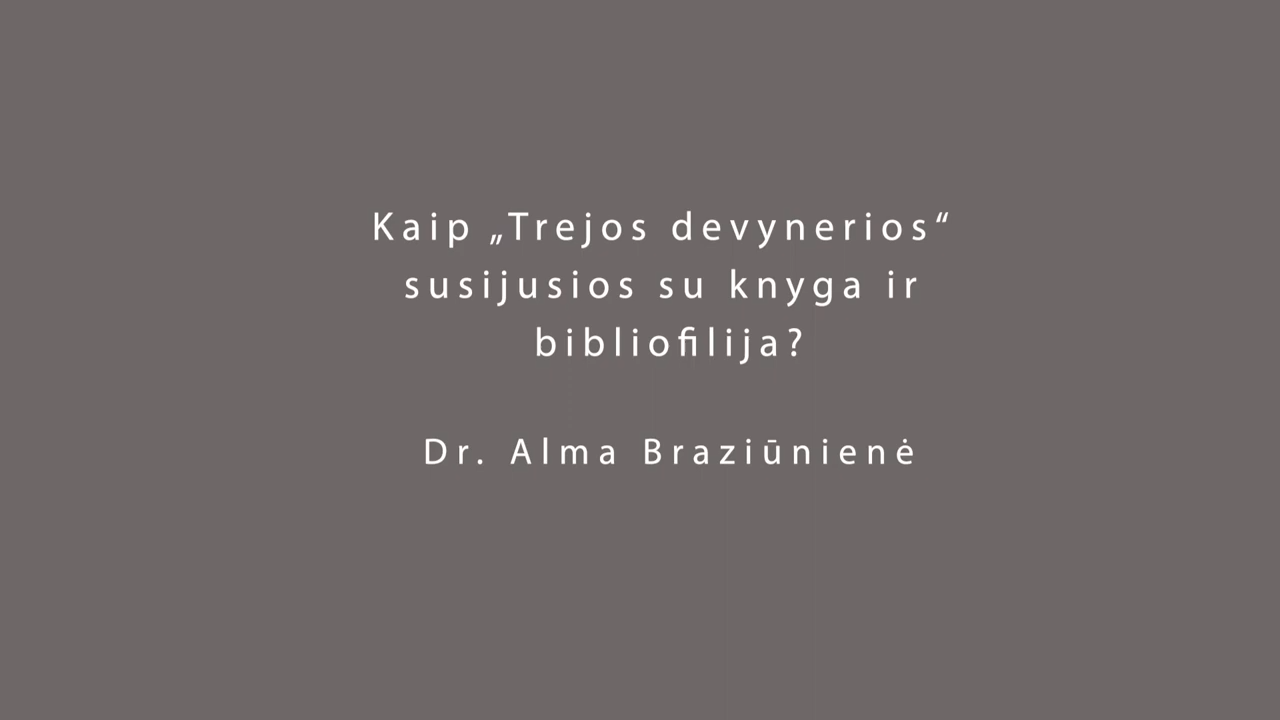 Kaip „Trejos devynerios“
susijusios su knyga ir
bibliofilija?
Dr. Alma Braziūnienė